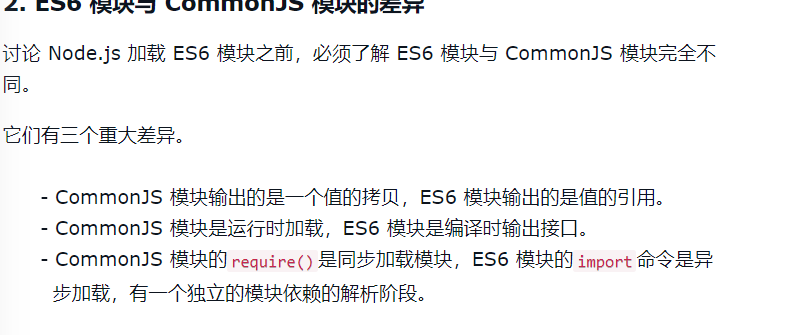 2. ES6 模块与 CommonJS 模块的差异
讨论 Node.js 加载 ES6 模块之前，必须了解 ES6 模块与 CommonJS 模块完全不
同。
它们有三个重大差异。
- CommonJS 模块输出的是一个值的拷贝，ES6 模块输出的是值的引用。
- CommonJS 模块是运行时加载，ES6 模块是编译时输出接口。
- CommonJS 模块的require()是同步加载模块，ES6 模块的import命令是异
步加载，有一个独立的模块依赖的解析阶段。